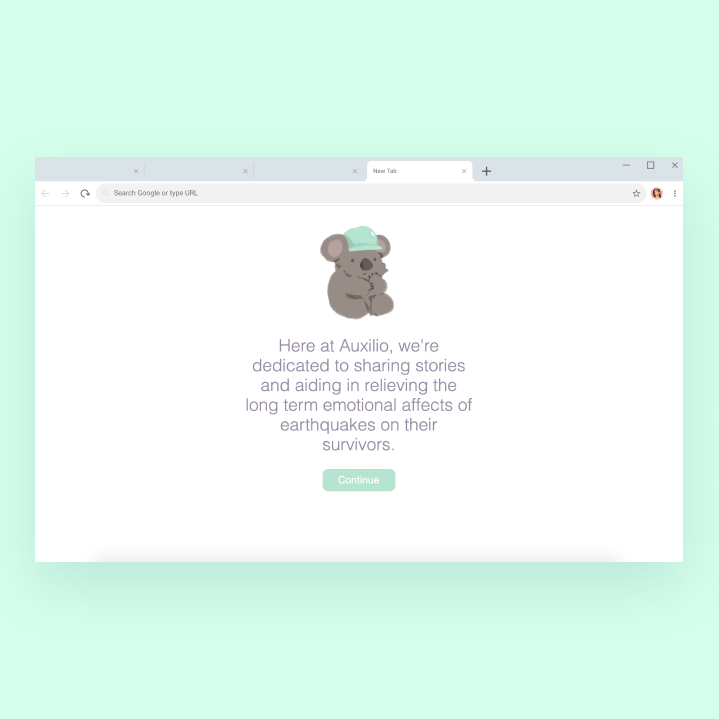 New Tab
Search Google or type URL
Here at Auxilio, we're
dedicated to sharing stories
and aiding in relieving the
long term emotional affects of
earthquakes on their
survivors.
Continue